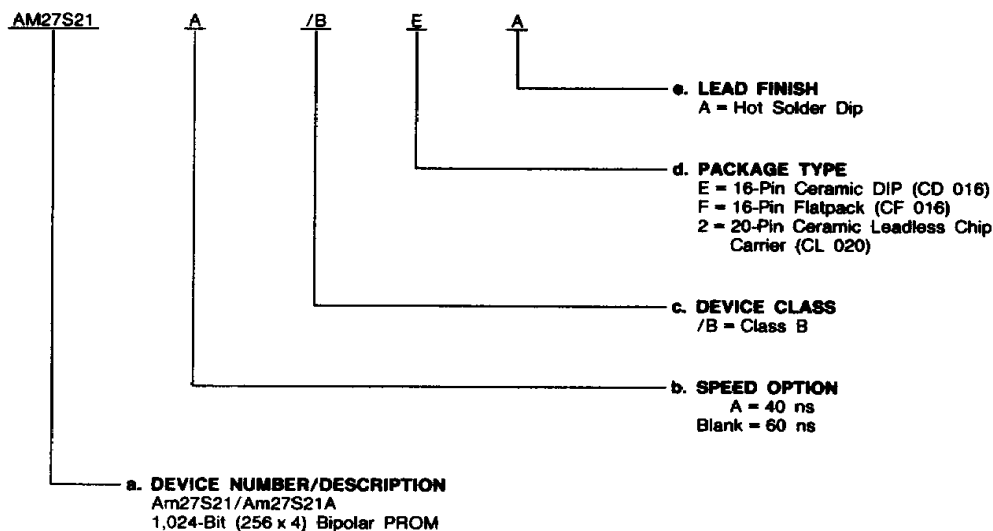 AM27S21 A /B E A
e. LEAD FINISH
A = Hot Solder Dip
d. PACKAGE TYPE
E = 16-Pin Ceramic DIP (CD 016)
F = 16-Pin Flatpack (CF 016)
2 = 20-Pin Ceramic Leadless Chip
Carrier (CL 020)
c. DEVICE CLASS
/B = Class B
b. SPEED OPTION
A = 40 ns
Blank = 60 ns
a. DEVICE NUMBER/DESCRIPTION
Am27S21/Am27S21A
1,024-Bit (256 x 4) Bipolar PROM